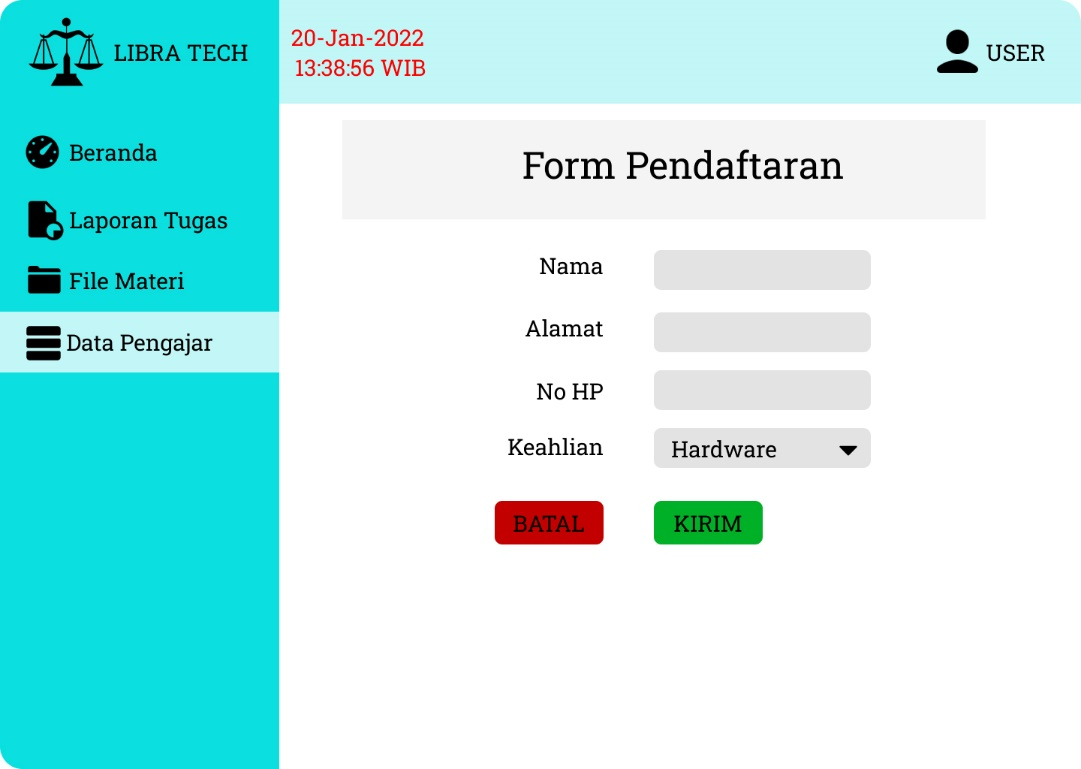 LIBRA TECH
20-Jan-2022
13:38:56 WIB
USER
Beranda
Laporan Tugas
File Materi
Data Pengajar
Form Pendaftaran
Nama
Alamat
No HP
Keahlian
Hardware
BATAL
KIRIM